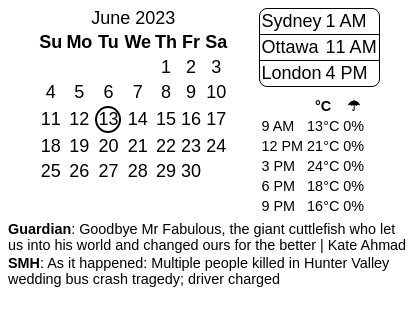 June 2023
Su Mo Tu We Th Fr Sa
1 2 3
4 5 6 7 8 9 10
11 12 13 14 15 16 17
18 19 20 21 22 23 24
25 26 27 28 29 30
Sydney 1 AM
Ottawa 11 AM
London 4 PM
°C ☂
9 AM 13°C 0%
12 PM 21°C 0%
3 PM 24°C 0%
6 PM 18°C 0%
9 PM 16°C 0%
Guardian: Goodbye Mr Fabulous, the giant cuttlefish who let
us into his world and changed ours for the better | Kate Ahmad
SMH: As it happened: Multiple people killed in Hunter Valley
wedding bus crash tragedy; driver charged